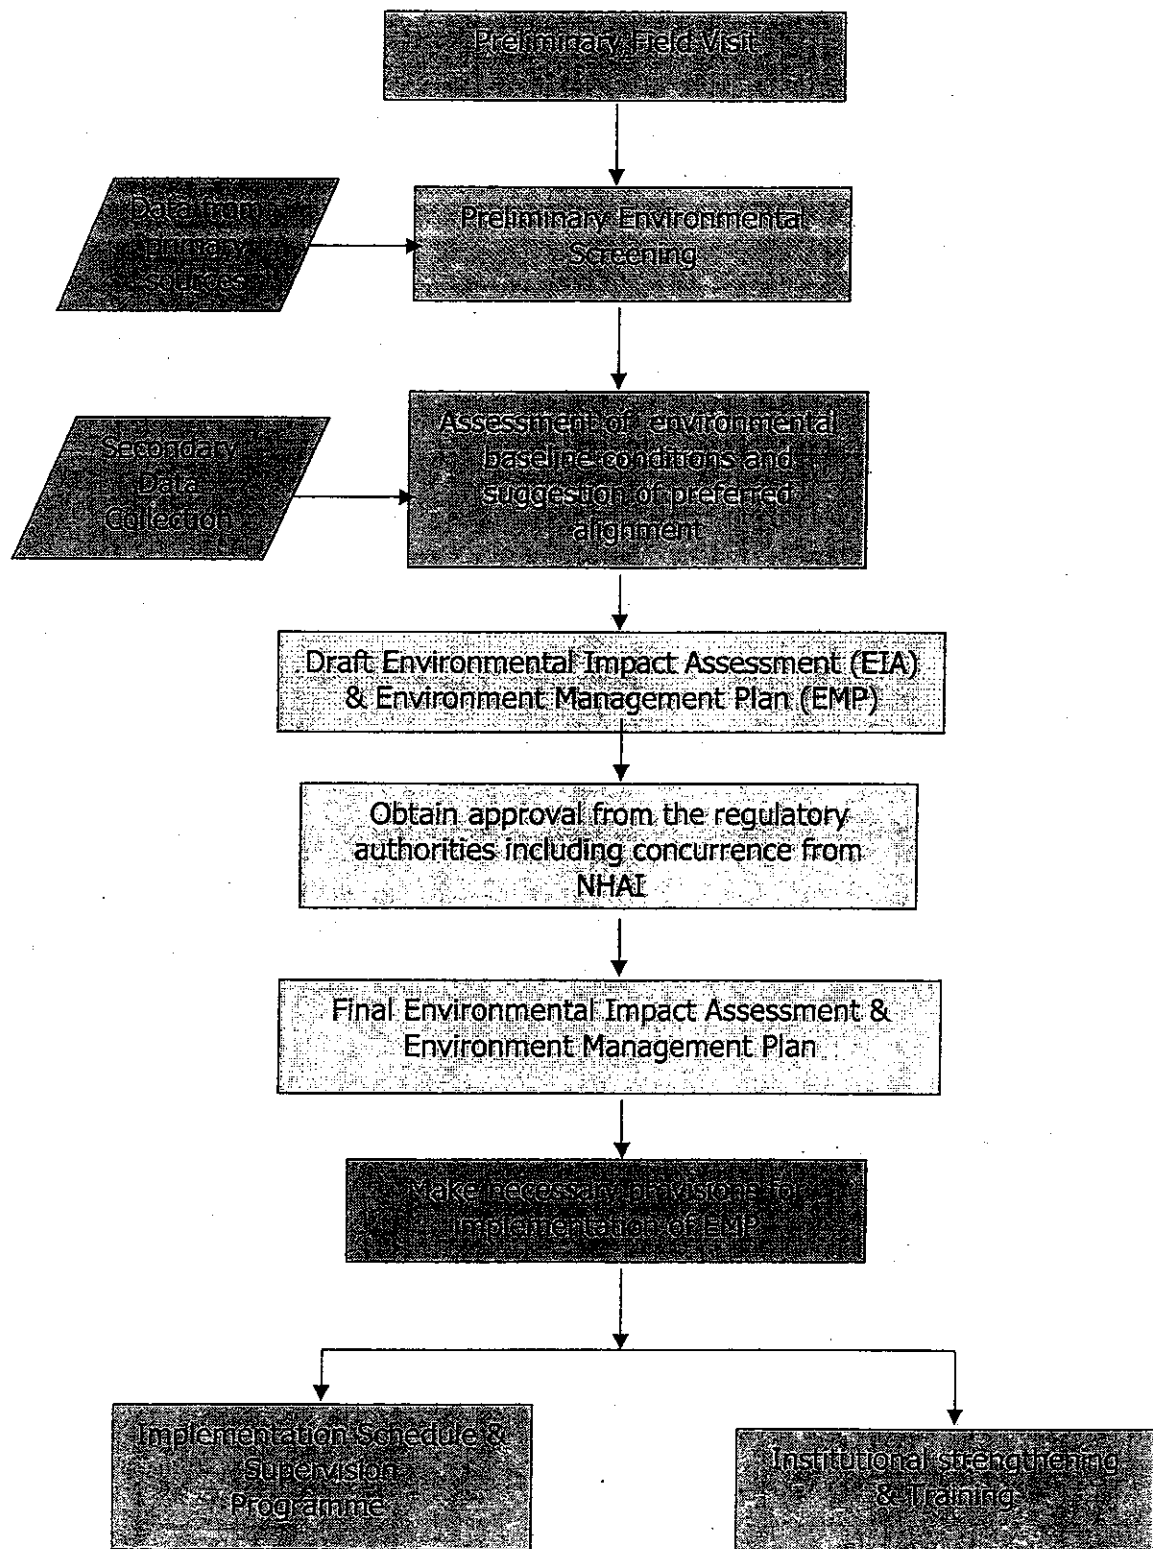 Preliminary Field Visit
Data from
primary
sources
Preliminary Environmental
Screening
Secondary
Data
Collection
Assessment of environmental
baseline conditions and
suggestion of preferred
alignment
Draft Environmental Impact Assessment (EIA)
& Environment Management Plan (EMP)
Obtain approval from the regulatory
authorities including concurrence from
NHAI
Final Environmental Impact Assessment &
Environment Management Plan
Make necessary provisions for
implementation of EMP
Implementation Schedule &
Supervision
Programme
Institutional strengthening
& Training